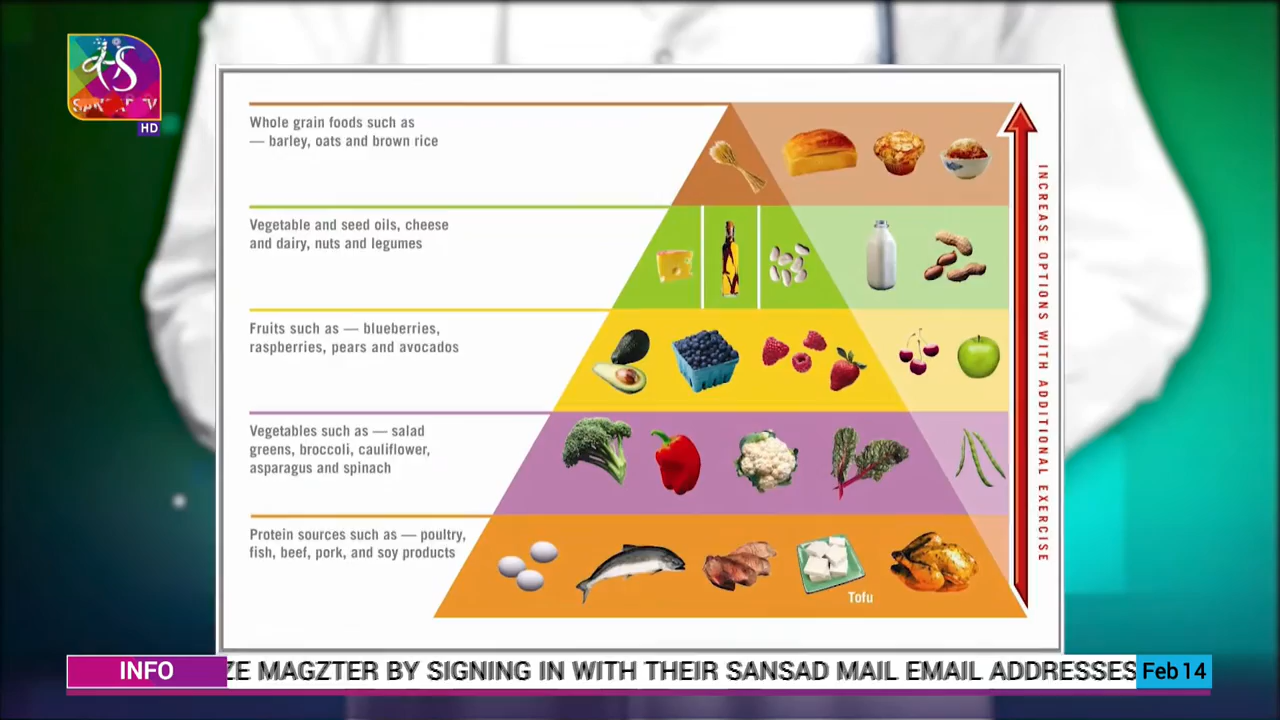 HD
Whole grain foods such as
— barley, oats and brown rice
Vegetable and seed oils, cheese
and dairy, nuts and legumes
Fruits such as — blueberries,
raspberries, pears and avocados
Vegetables such as — salad
greens, broccoli, cauliflower,
asparagus and spinach
Protein sources such as — poultry,
fish, beef, pork, and soy products
Tofu
INCREASE OPTIONS WITH ADDITIONAL EXERCISE
INFO
ZE MAGZTER BY SIGNING IN WITH THEIR SANSAD MAIL EMAIL ADDRESSES
Feb 14